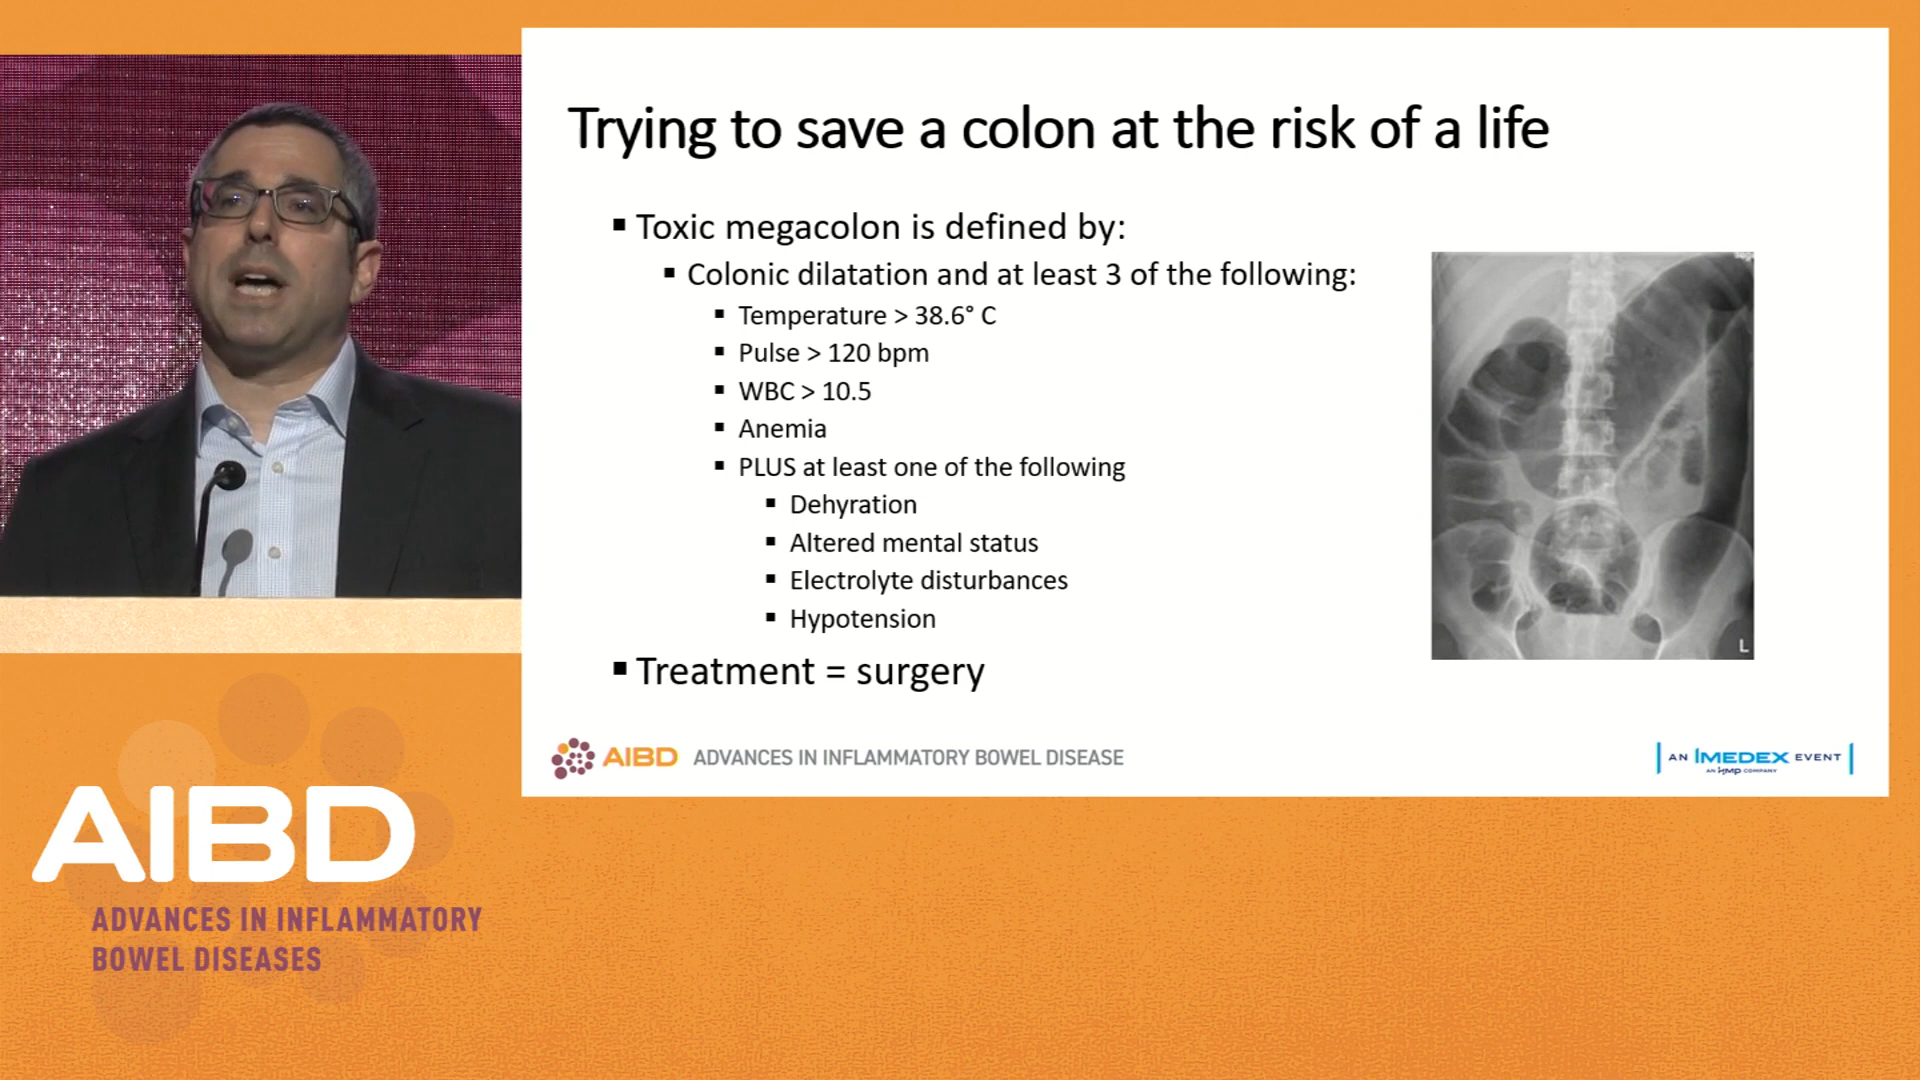 Trying to save a colon at the risk of a life
▪ Toxic megacolon is defined by:
▪ Colonic dilatation and at least 3 of the following:
▪ Temperature > 38.6° C
▪ Pulse > 120 bpm
▪ WBC > 10.5
▪ Anemia
▪ PLUS at least one of the following
▪ Dehyration
▪ Altered mental status
▪ Electrolyte disturbances
▪ Hypotension
▪ Treatment = surgery
L
AIBD ADVANCES IN INFLAMMATORY BOWEL DISEASE
AN IMEDEX EVENT
AN HMP COMPANY
AIBD
ADVANCES IN INFLAMMATORY
BOWEL DISEASES